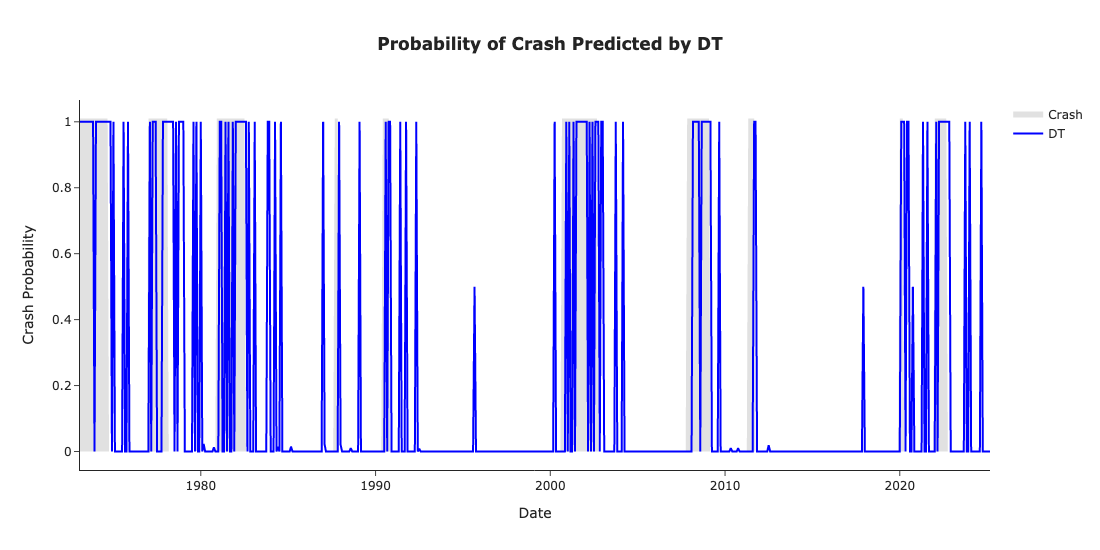 Probability of Crash Predicted by DT
Crash
DT
Crash Probability
1
0.8
0.6
0.4
0.2
0
1980
1990
2000
2010
2020
Date